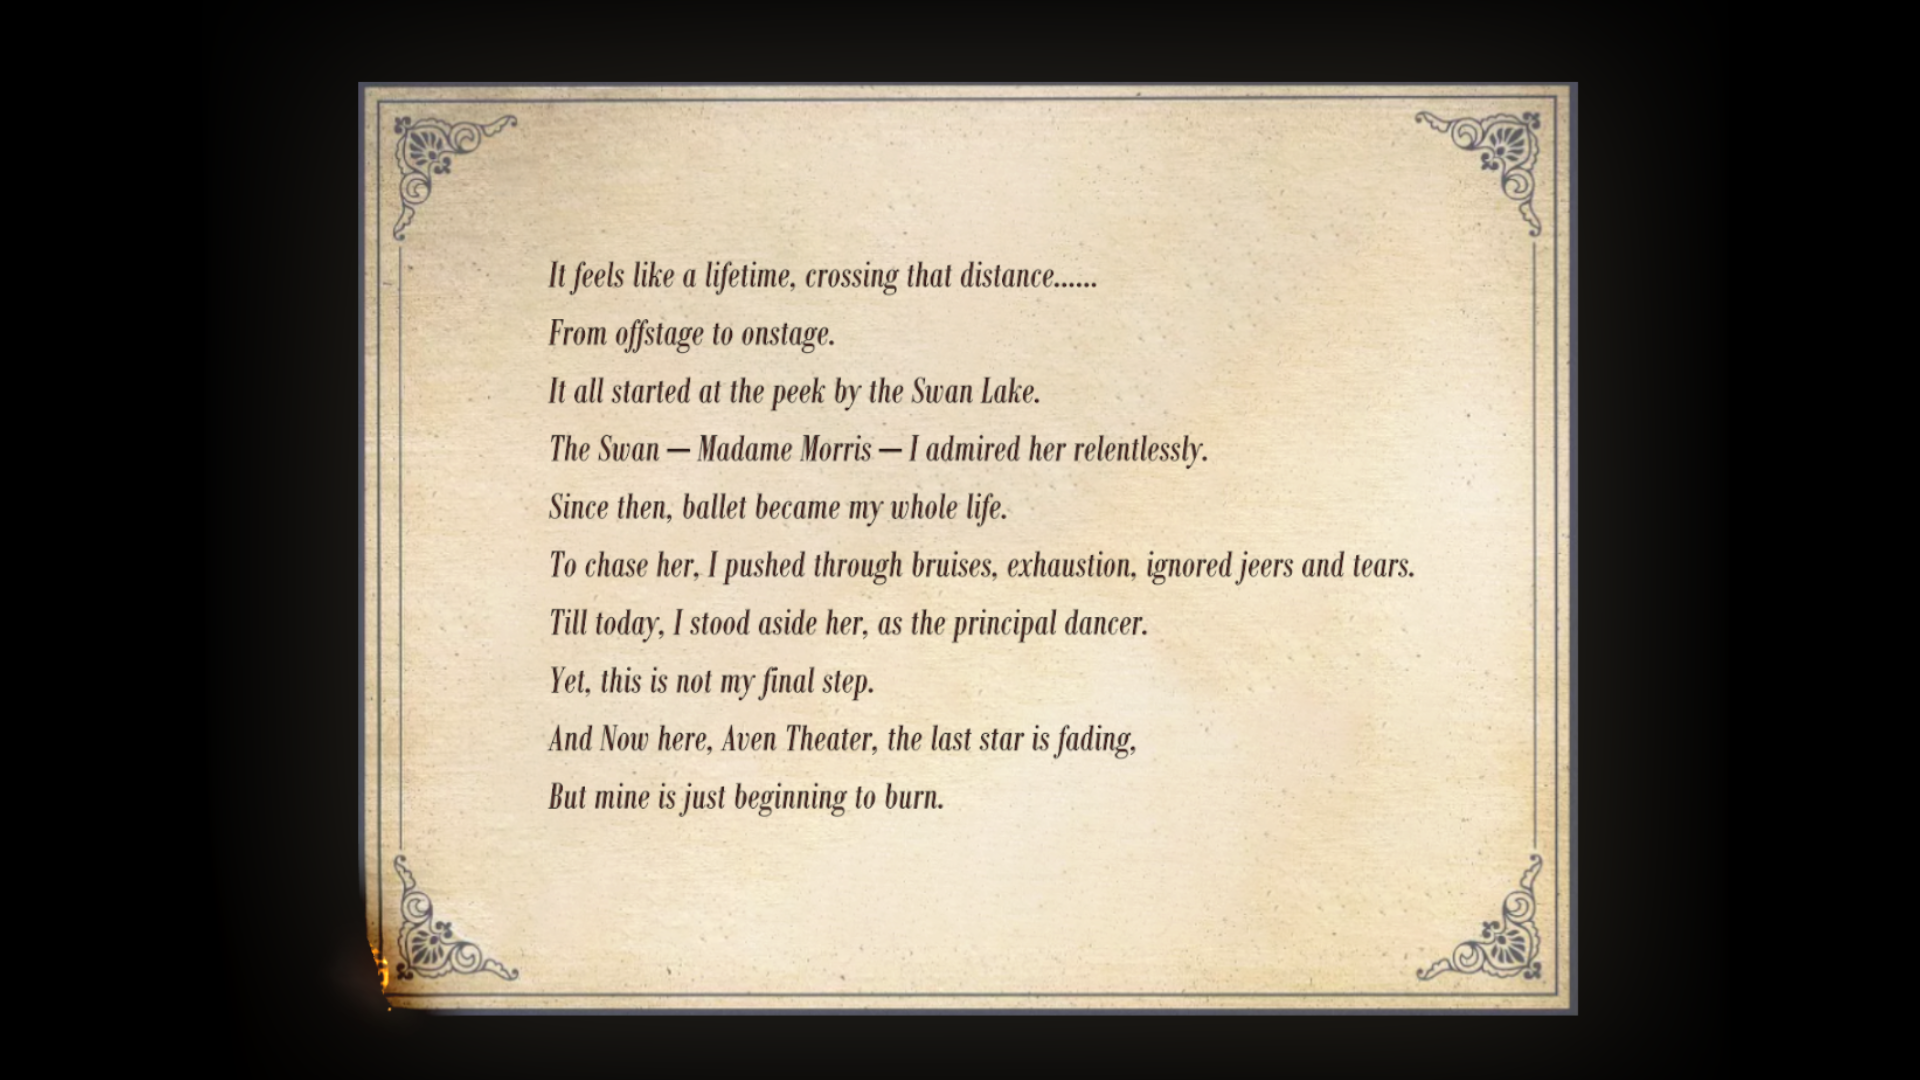 It feels like a lifetime, crossing that distance......
From offstage to onstage.
It all started at the peek by the Swan Lake.
The Swan — Madame Morris — I admired her relentlessly.
Since then, ballet became my whole life.
To chase her, I pushed through bruises, exhaustion, ignored jeers and tears.
Till today, I stood aside her, as the principal dancer.
Yet, this is not my final step.
And Now here, Aven Theater, the last star is fading,
But mine is just beginning to burn.